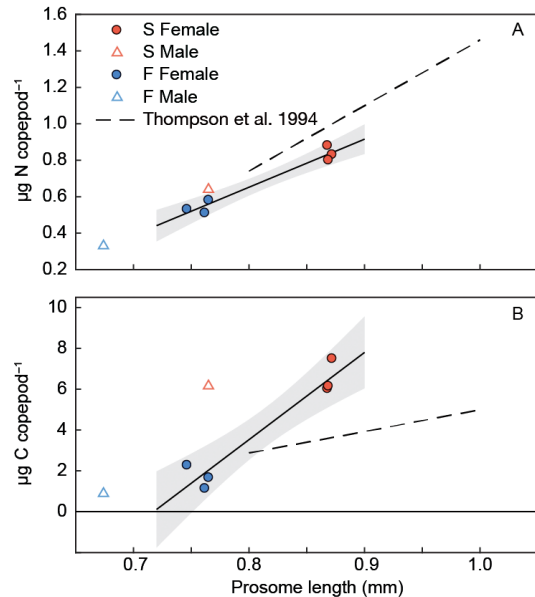 1.6
A
S Female
1.4
S Male
F Female
1.2
F Male
1.0
Thompson et al. 1994
0.8
0.6
0.4
0.2
µg N copepod⁻¹
10
B
8
6
4
2
0
µg C copepod⁻¹
0.7 0.8 0.9 1.0
Prosome length (mm)